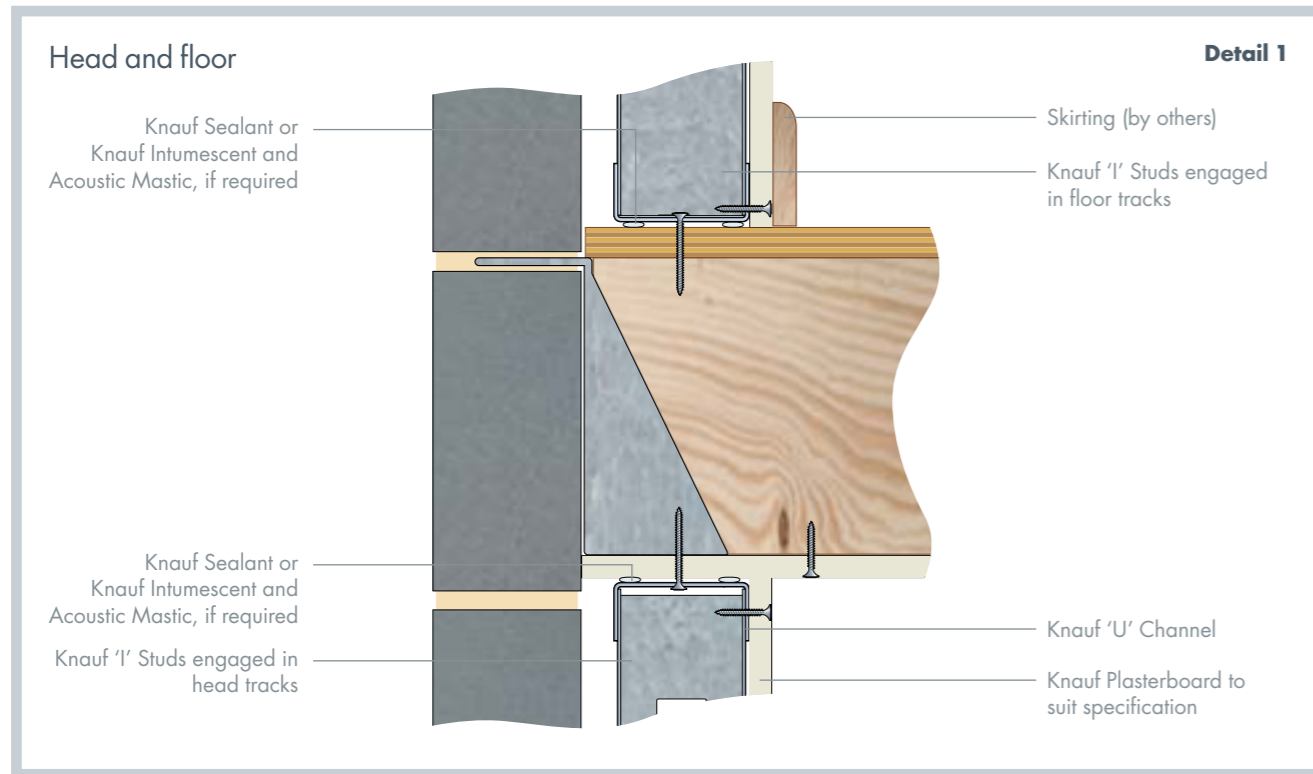 Head and floor
Detail 1
Knauf Sealant or
Knauf Intumescent and
Acoustic Mastic, if required
Skirting (by others)
Knauf ‘I’ Studs engaged
in floor tracks
Knauf Sealant or
Knauf Intumescent and
Acoustic Mastic, if required
Knauf ‘I’ Studs engaged in
head tracks
Knauf ‘U’ Channel
Knauf Plasterboard to
suit specification